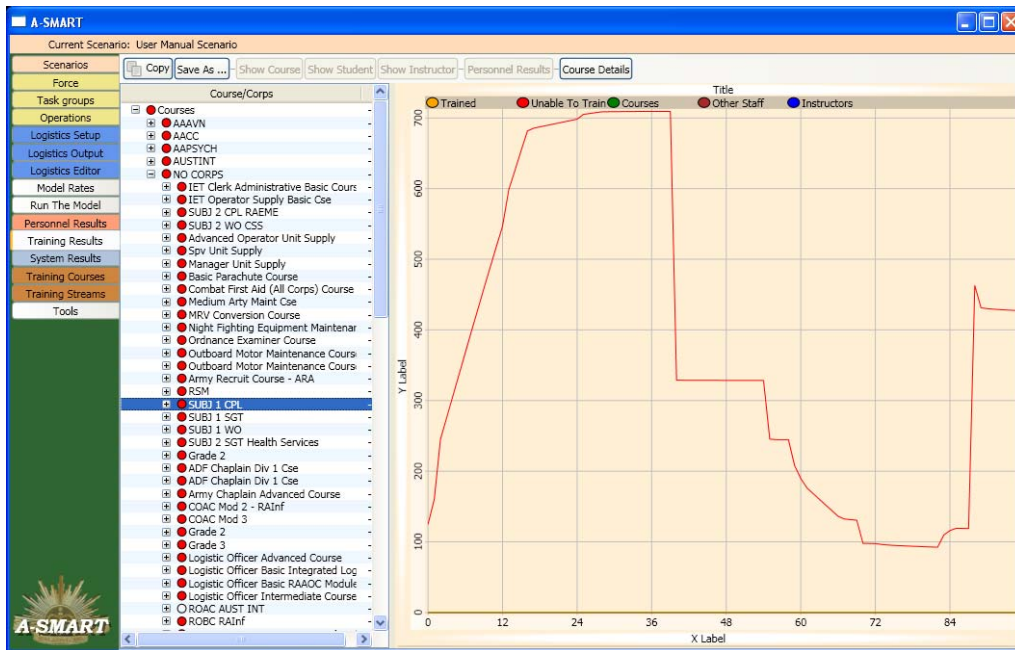 A-SMART
Current Scenario: User Manual Scenario
Scenarios
Force
Task groups
Operations
Logistics Setup
Logistics Output
Logistics Editor
Model Rates
Run The Model
Personnel Results
Training Results
System Results
Training Courses
Training Streams
Tools
A-SMART
Copy Save As ... Show Course Show Student Show Instructor Personnel Results Course Details
Course/Corps
Courses
AAAVN
AACC
AAPSYCH
AUSTINT
NO CORPS
IET Clerk Administrative Basic Cours
IET Operator Supply Basic Cse
SUBJ 2 CPL RAEME
SUBJ 2 WO CSS
Advanced Operator Unit Supply
Spv Unit Supply
Manager Unit Supply
Basic Parachute Course
Combat First Aid (All Corps) Course
Medium Arty Maint Cse
MRV Conversion Course
Night Fighting Equipment Maintenar
Ordnance Examiner Course
Outboard Motor Maintenance Cours
Outboard Motor Maintenance Cours
Army Recruit Course - ARA
RSM
SUBJ 1 CPL
SUBJ 1 SGT
SUBJ 1 WO
SUBJ 2 SGT Health Services
Grade 2
ADF Chaplain Div 1 Cse
ADF Chaplain Div 1 Cse
Army Chaplain Advanced Course
COAC Mod 2 - RAInf
COAC Mod 3
Grade 2
Grade 3
Logistic Officer Advanced Course
Logistic Officer Basic Integrated Log
Logistic Officer Basic RAAOC Module
Logistic Officer Intermediate Course
ROAC AUST INT
ROBC RAInf
Title
Trained Unable To Train Courses Other Staff Instructors
700
600
500
400
300
200
100
0
Y Label
0 12 24 36 48 60 72 84
X Label